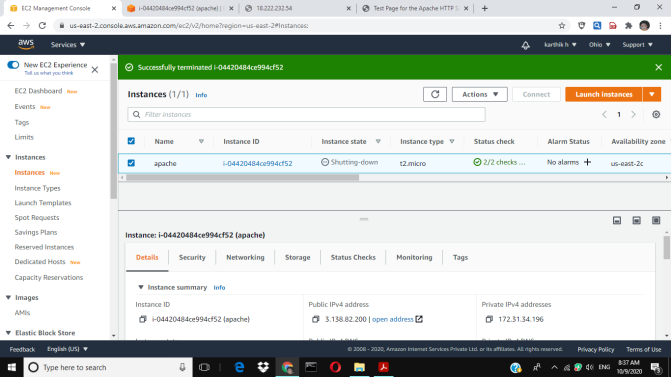 EC2 Management Console
i-04420484ce994cf52 (apache) |
18.222.232.54
Test Page for the Apache HTTP S
us-east-2.console.aws.amazon.com/ec2/v2/home?region=us-east-2#Instances:
aws
Services
karthik h
Ohio
Support
New EC2 Experience
Tell us what you think
Successfully terminated i-04420484ce994cf52
EC2 Dashboard New
Events New
Tags
Limits
Instances
Instances New
Instance Types
Launch Templates
Spot Requests
Savings Plans
Reserved Instances
Dedicated Hosts New
Capacity Reservations
Images
AMIs
Elastic Block Store
Instances (1/1) Info
Actions
Connect
Launch instances
Filter instances
1
Name
Instance ID
Instance state
Instance type
Status check
Alarm Status
Availability zone
apache
i-04420484ce994cf52
Shutting-down
t2.micro
2/2 checks ...
No alarms +
us-east-2c
Instance: i-04420484ce994cf52 (apache)
Details
Security
Networking
Storage
Status Checks
Monitoring
Tags
Instance summary Info
Instance ID
Public IPv4 address
Private IPv4 addresses
i-04420484ce994cf52 (apache)
3.138.82.200 | open address
172.31.34.196
Feedback
English (US)
© 2008 - 2020, Amazon Internet Services Private Ltd. or its affiliates. All rights reserved.
Privacy Policy
Terms of Use
Type here to search
ENG
8:37 AM
10/9/2020